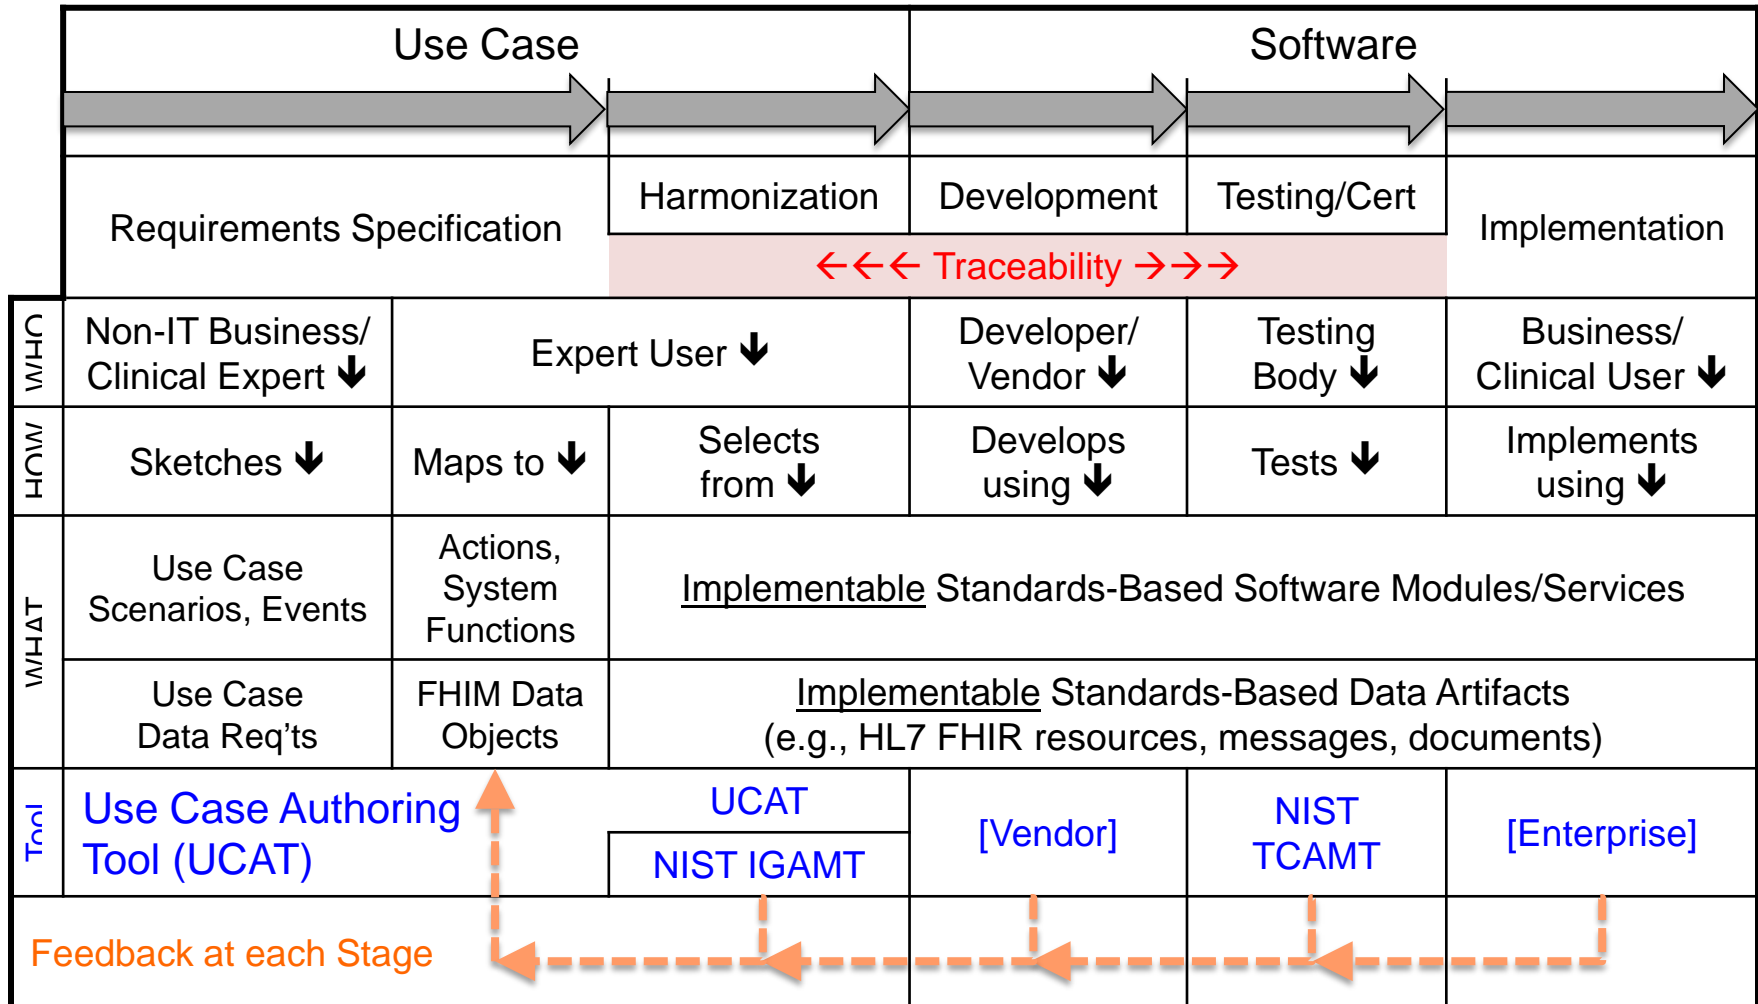 Use Case
Software
Requirements Specification
Harmonization
Development
Testing/Cert
Implementation
←←← Traceability →→→
WHO
Non-IT Business/
Clinical Expert 🡻
Expert User 🡻
Developer/
Vendor 🡻
Testing
Body 🡻
Business/
Clinical User 🡻
HOW
Sketches 🡻
Maps to 🡻
Selects
from 🡻
Develops
using 🡻
Tests 🡻
Implements
using 🡻
WHAT
Use Case
Scenarios, Events
Actions,
System
Functions
Implementable Standards-Based Software Modules/Services
Use Case
Data Req'ts
FHIM Data
Objects
Implementable Standards-Based Data Artifacts
(e.g., HL7 FHIR resources, messages, documents)
Tool
Use Case Authoring
Tool (UCAT)
UCAT
NIST IGAMT
[Vendor]
NIST
TCAMT
[Enterprise]
Feedback at each Stage